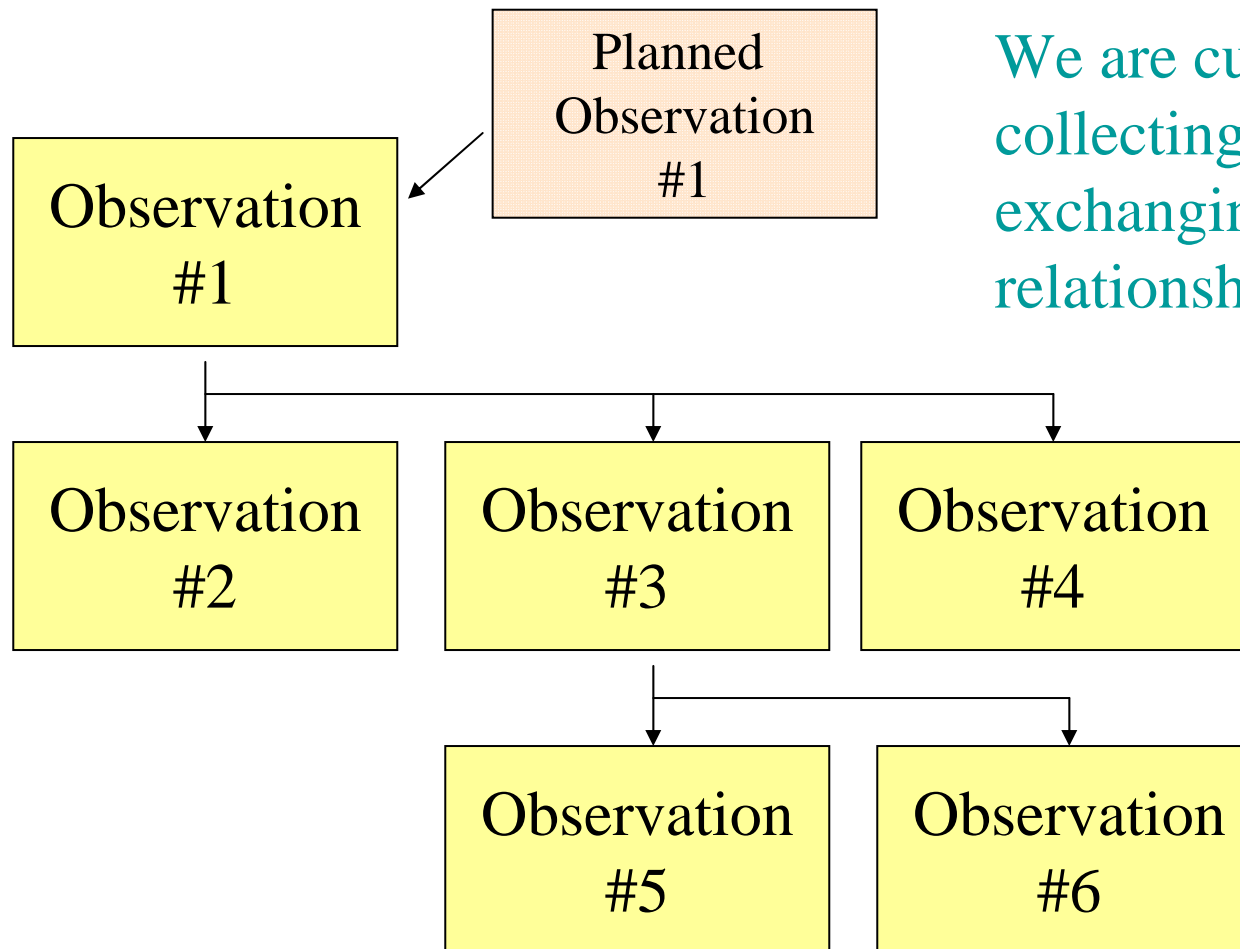 Planned
Observation
#1
We are cu
collecting
exchangin
relationsh
Observation
#1
Observation
#2
Observation
#3
Observation
#4
Observation
#5
Observation
#6